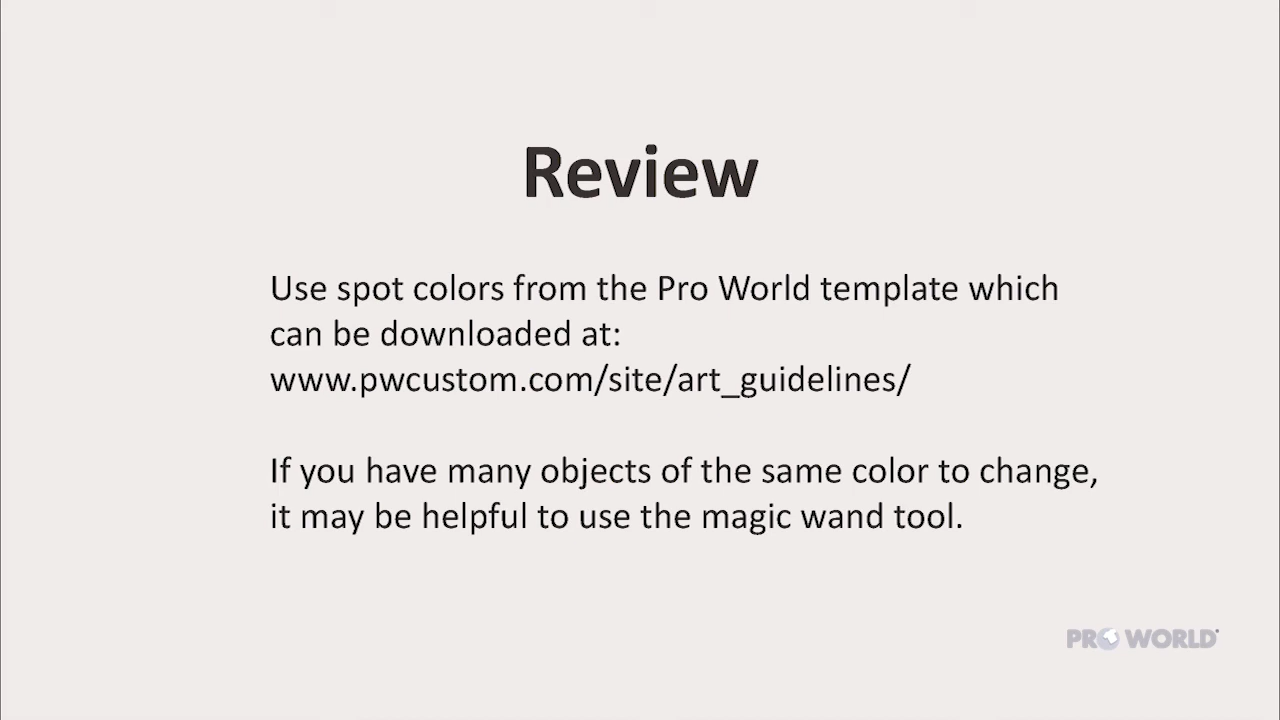 Review
Use spot colors from the Pro World template which
can be downloaded at:
www.pwcustom.com/site/art_guidelines/
If you have many objects of the same color to change,
it may be helpful to use the magic wand tool.
PRO WORLD